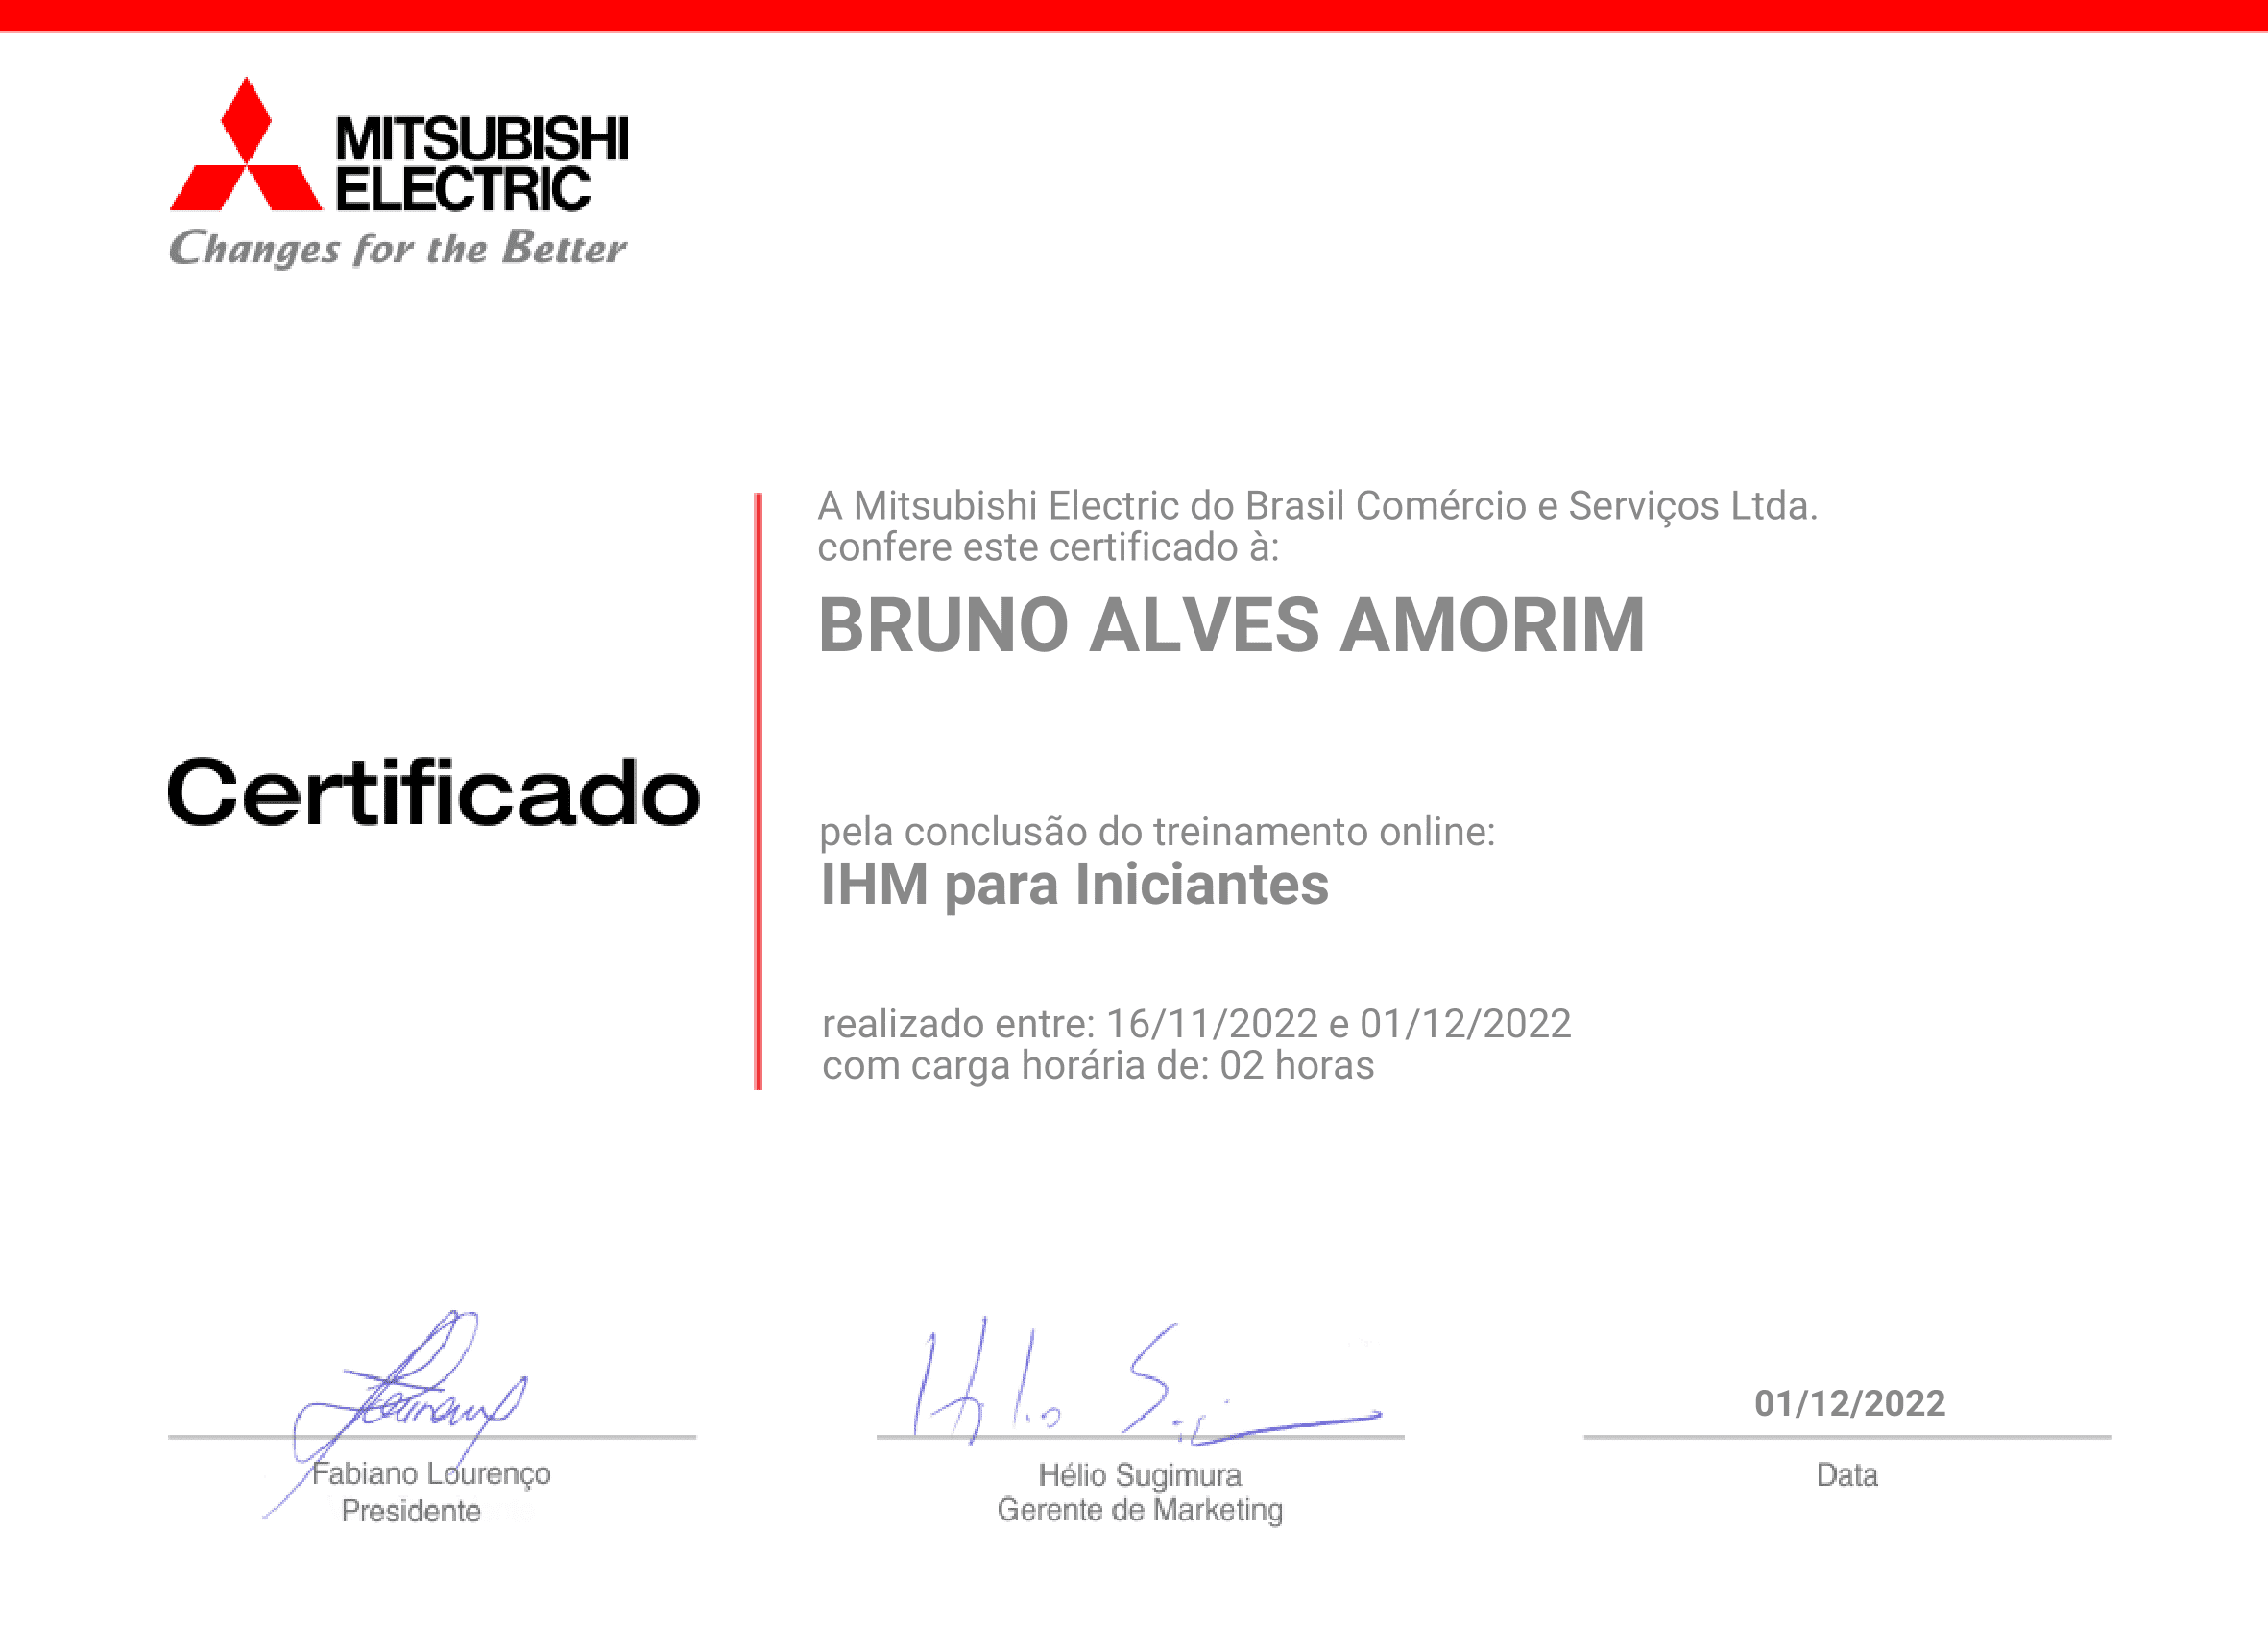 MITSUBISHI
ELECTRIC
Changes for the Better
Certificado
A Mitsubishi Electric do Brasil Comércio e Serviços Ltda.
confere este certificado à:
BRUNO ALVES AMORIM
pela conclusão do treinamento online:
IHM para Iniciantes
realizado entre: 16/11/2022 e 01/12/2022
com carga horária de: 02 horas
Fabiano Lourenço
Presidente
Hélio Sugimura
Gerente de Marketing
01/12/2022
Data